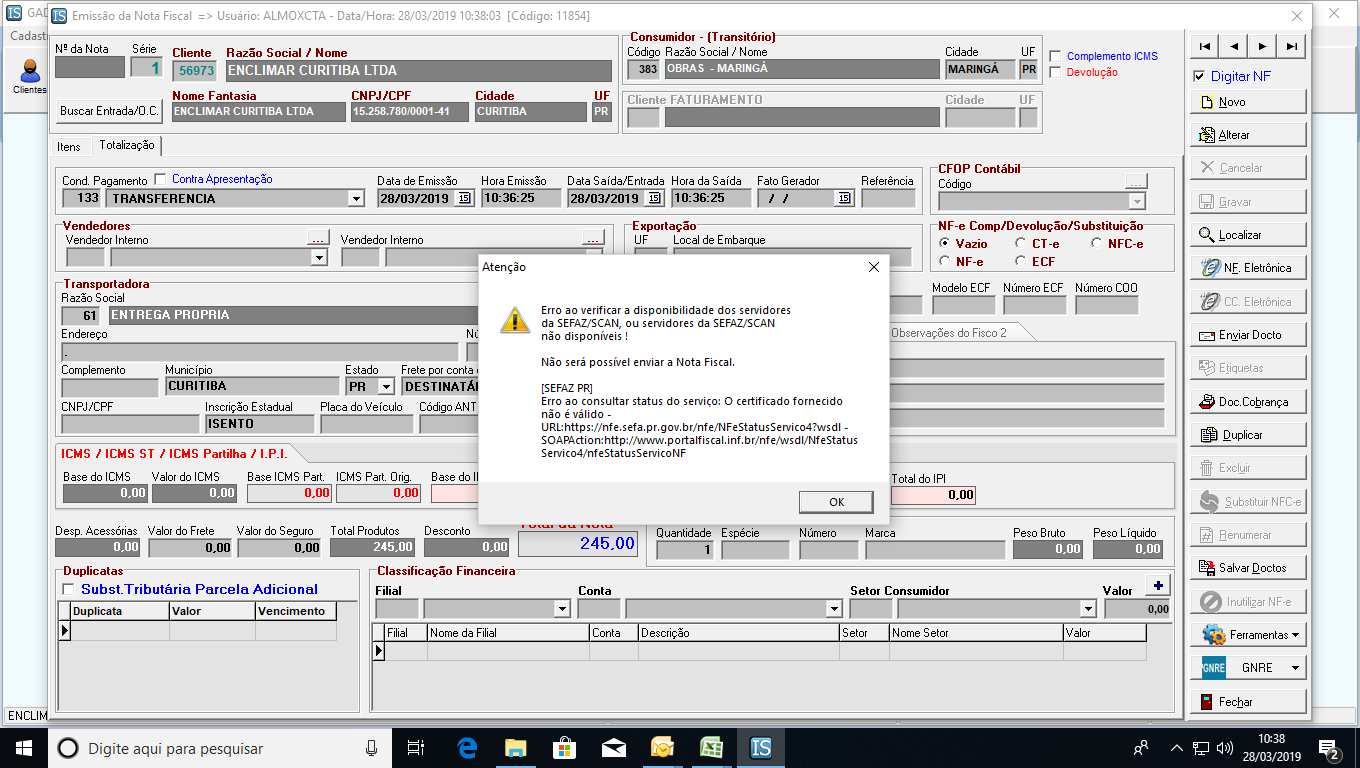 GAD
Emissão da Nota Fiscal => Usuário: ALMOXCTA - Data/Hora: 28/03/2019 10:38:03 [Código: 11854]
Cadast
Clientes
Nº da Nota
Série
1
Buscar Entrada/O.C.
Cliente
Razão Social / Nome
56973
ENCLIMAR CURITIBA LTDA
Nome Fantasia
CNPJ/CPF
Cidade
UF
ENCLIMAR CURITIBA LTDA
15.258.780/0001-41
CURITIBA
PR
Consumidor - (Transitório)
Código
Razão Social / Nome
Cidade
UF
383
OBRAS - MARINGÁ
MARINGÁ
PR
Cliente FATURAMENTO
Cidade
UF
Complemento ICMS
Devolução
Itens
Totalização
Cond. Pagamento
Contra Apresentação
133
TRANSFERENCIA
Data de Emissão
Hora Emissão
Data Saída/Entrada
Hora da Saída
Fato Gerador
Referência
28/03/2019
15
10:36:25
28/03/2019
15
10:36:25
/ /
15
CFOP Contábil
Código
...
Vendedores
Vendedor Interno
...
Vendedor Interno
...
Exportação
UF
Local de Embarque
NF-e Comp/Devolução/Substituição
Vazio
CT-e
NFC-e
NF-e
ECF
Transportadora
Razão Social
61
ENTREGA PROPRIA
Endereço
Nú
.
Complemento
Município
Estado
Frete por conta
CURITIBA
PR
DESTINATÁ
CNPJ/CPF
Inscrição Estadual
Placa do Veículo
Código ANT
ISENTO
Modelo ECF
Número ECF
Número COO
Observações do Fisco 2
Atenção
Erro ao verificar a disponibilidade dos servidores
da SEFAZ/SCAN, ou servidores da SEFAZ/SCAN
não disponíveis !
Não será possível enviar a Nota Fiscal.
[SEFAZ PR]
Erro ao consultar status do serviço: O certificado fornecido
não é válido -
URL:https://nfe.sefa.pr.gov.br/nfe/NFeStatusServico4?wsdl -
SOAPAction:http://www.portalfiscal.inf.br/nfe/wsdl/NfeStatus
Servico4/nfeStatusServicoNF
OK
ICMS / ICMS ST / ICMS Partilha / I.P.I.
Base do ICMS
Valor do ICMS
Base ICMS Part.
ICMS Part. Orig.
Total do IPI
0,00
0,00
0,00
0,00
0,00
Desp. Acessórias
Valor do Frete
Valor do Seguro
Total Produtos
Desconto
Total da Nota
0,00
0,00
0,00
245,00
0,00
245,00
Quantidade
Espécie
Número
Marca
Peso Bruto
Peso Líquido
1
0,00
0,00
Duplicatas
Subst.Tributária Parcela Adicional
Duplicata
Valor
Vencimento
Classificação Financeira
Filial
Conta
Setor Consumidor
Valor
0,00
Filial
Nome da Filial
Conta
Descrição
Setor
Nome Setor
Valor
Digitar NF
Novo
Alterar
Cancelar
Gravar
Localizar
NF. Eletrônica
CC. Eletrônica
Enviar Docto
Etiquetas
Doc.Cobrança
Duplicar
Excluir
Substituir NFC-e
Renumerar
Salvar Doctos
Inutilizar NF-e
Ferramentas
GNRE
GNRE
Fechar
ENCLIM
Digite aqui para pesquisar
IS
10:38
28/03/2019
2